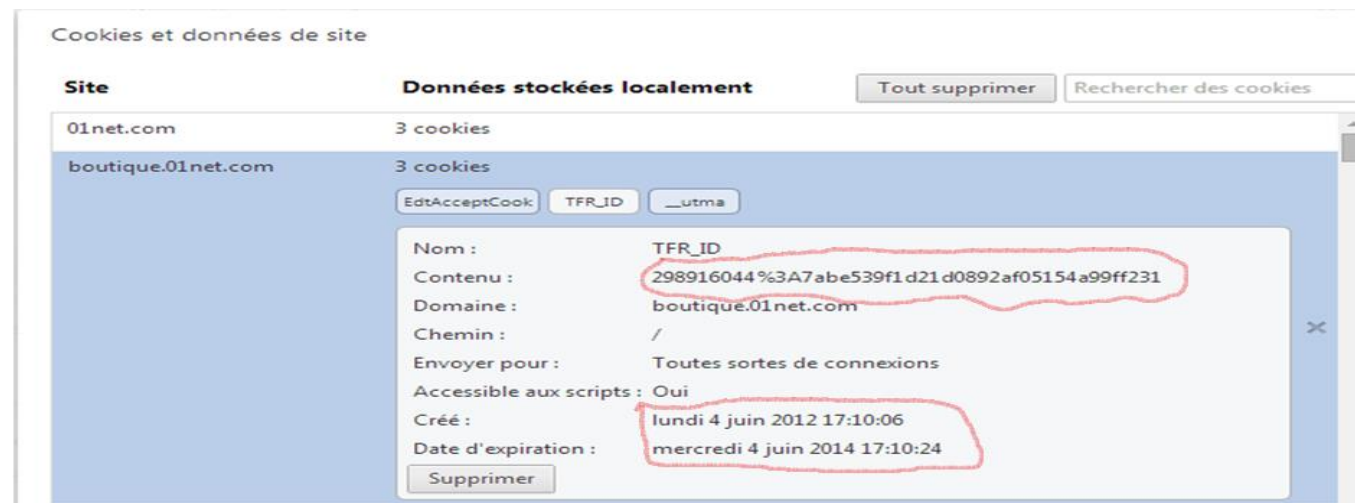 Cookies et données de site
Site Données stockées localement Tout supprimer Rechercher des cookies
01net.com 3 cookies
boutique.01net.com 3 cookies
EdtAcceptCook TFR_ID __utma
Nom : TFR_ID
Contenu : 298916044%3A7abe539f1d21d0892af05154a99ff231
Domaine : boutique.01net.com
Chemin : /
Envoyer pour : Toutes sortes de connexions
Accessible aux scripts : Oui
Créé : lundi 4 juin 2012 17:10:06
Date d'expiration : mercredi 4 juin 2014 17:10:24
Supprimer